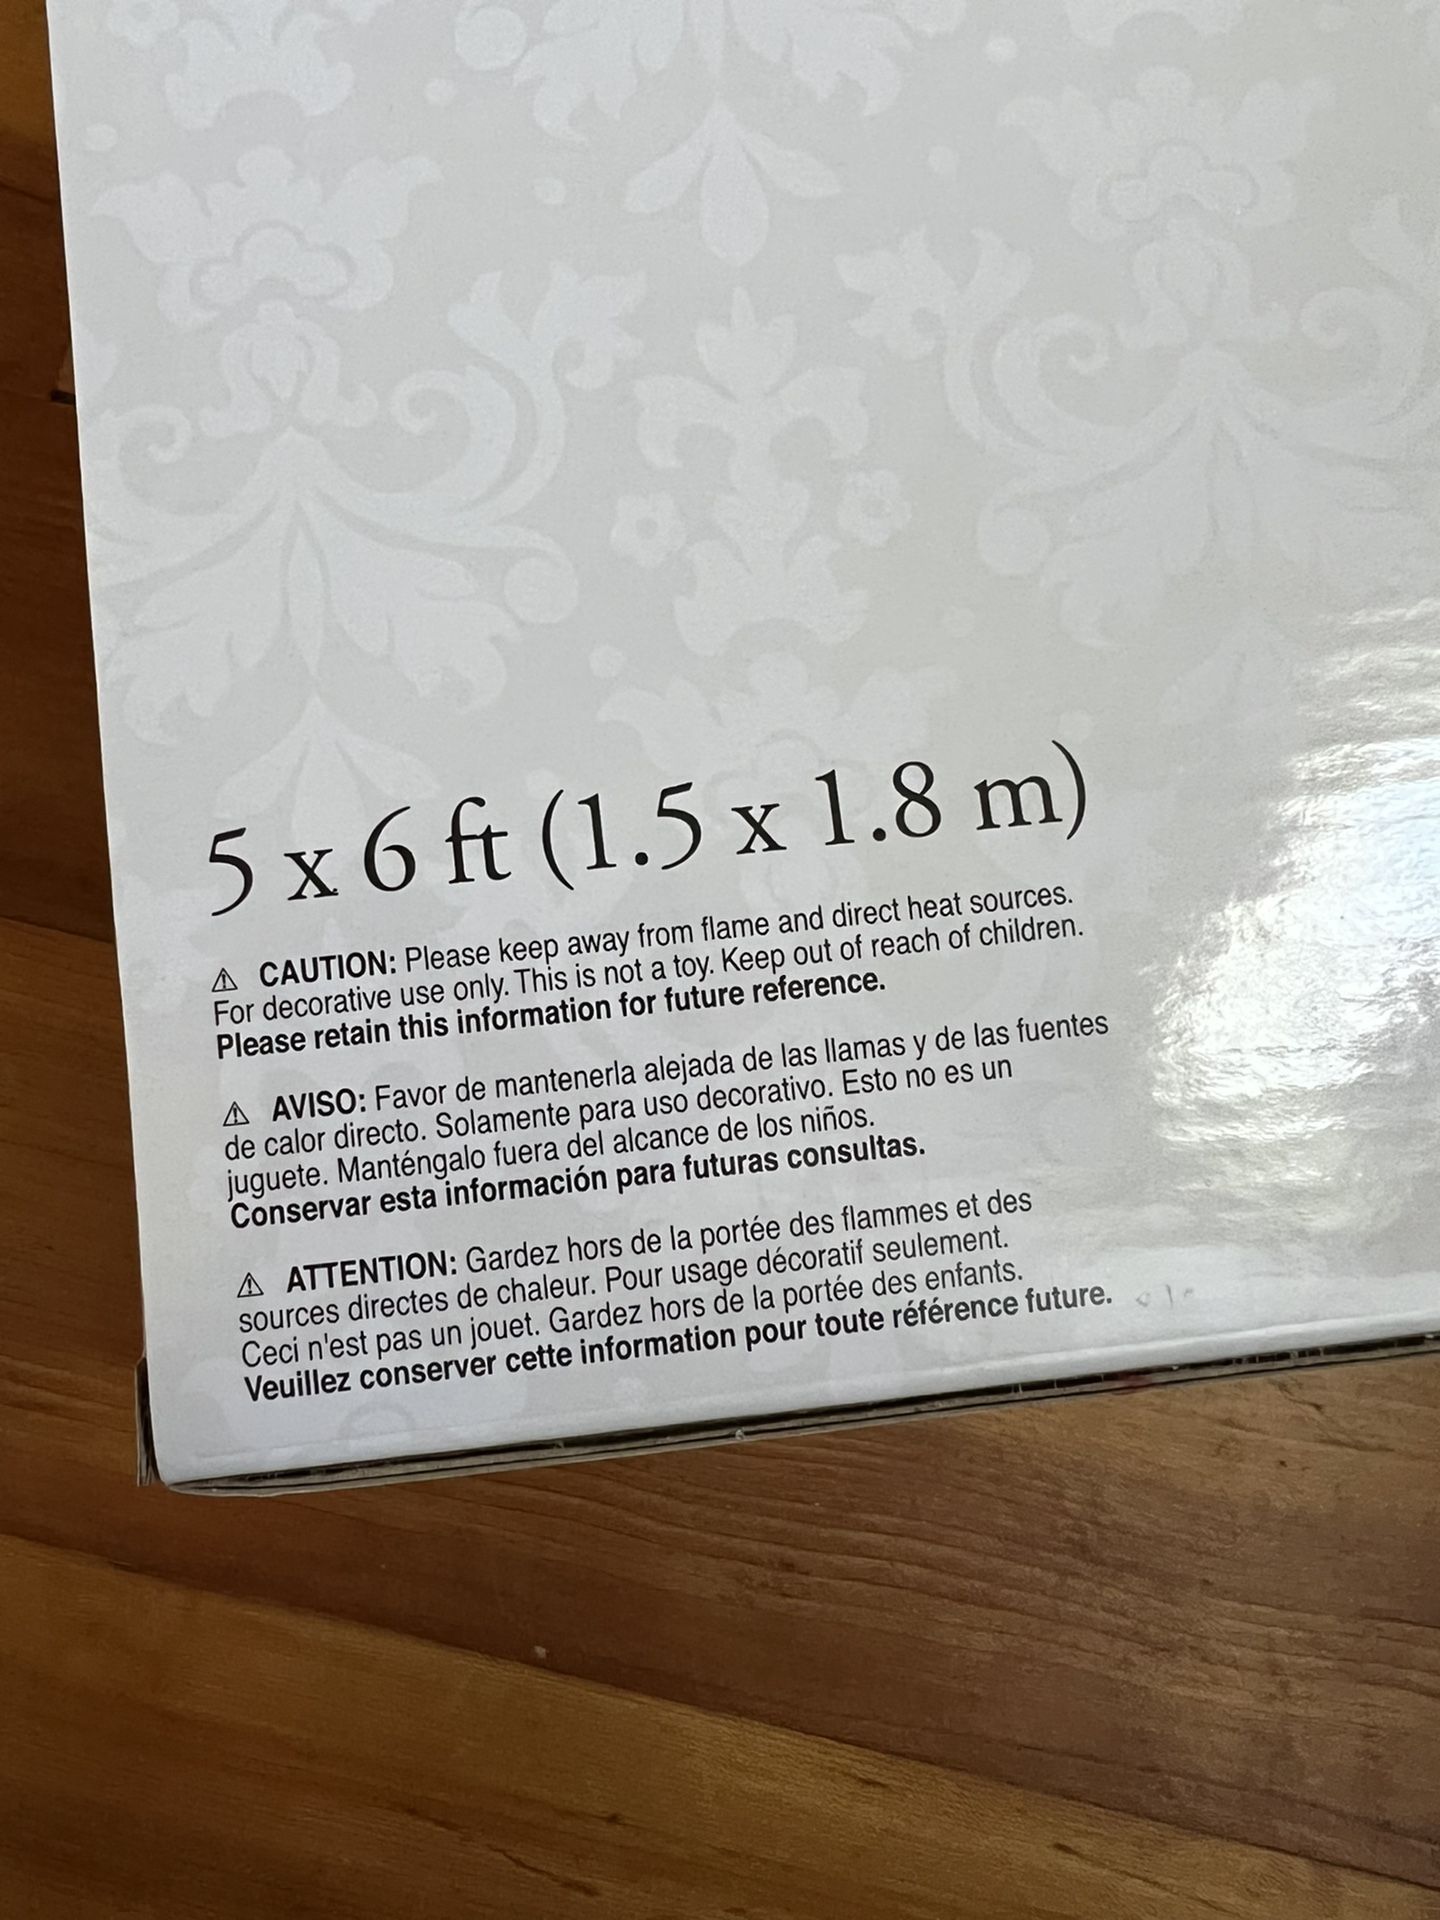 5 x 6 ft (1.5 x 1.8 m)
⚠ CAUTION: Please keep away from flame and direct heat sources.
For decorative use only. This is not a toy. Keep out of reach of children.
Please retain this information for future reference.
⚠ AVISO: Favor de mantenerla alejada de las llamas y de las fuentes
de calor directo. Solamente para uso decorativo. Esto no es un
juguete. Manténgalo fuera del alcance de los niños.
Conservar esta información para futuras consultas.
⚠ ATTENTION: Gardez hors de la portée des flammes et des
sources directes de chaleur. Pour usage décoratif seulement.
Ceci n'est pas un jouet. Gardez hors de la portée des enfants.
Veuillez conserver cette information pour toute référence future.